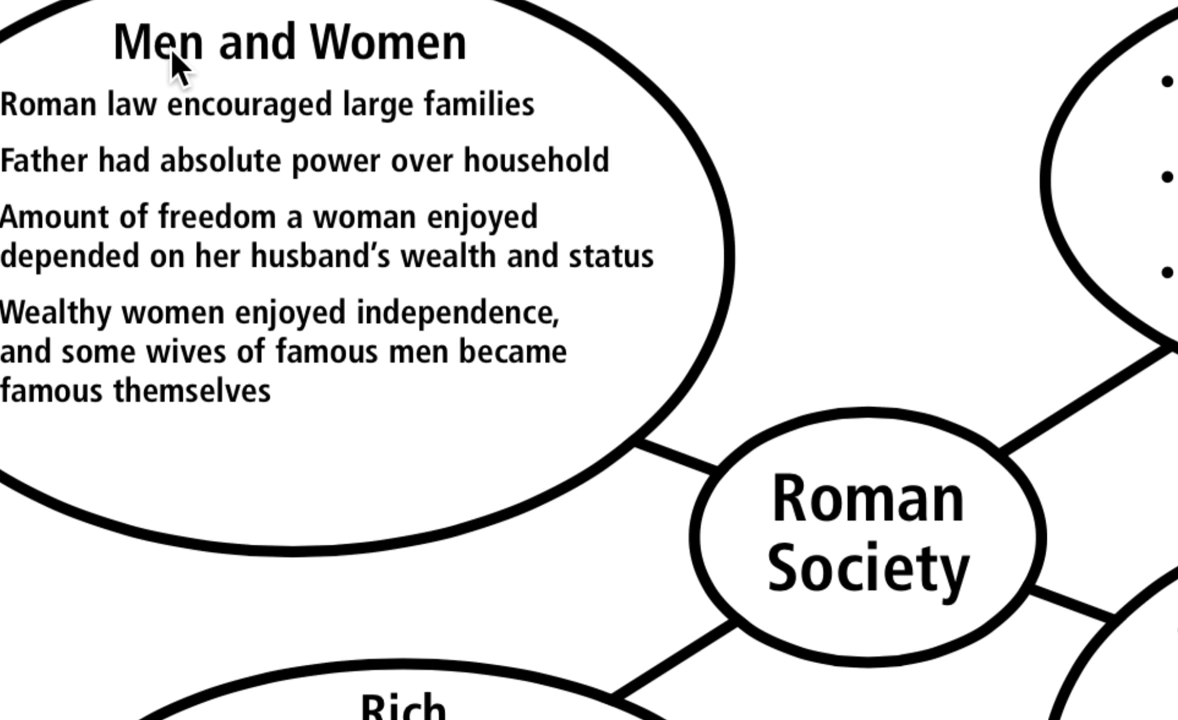 Men and Women
Roman law encouraged large families
Father had absolute power over household
Amount of freedom a woman enjoyed
depended on her husband’s wealth and status
Wealthy women enjoyed independence,
and some wives of famous men became
famous themselves
Roman
Society
Rich